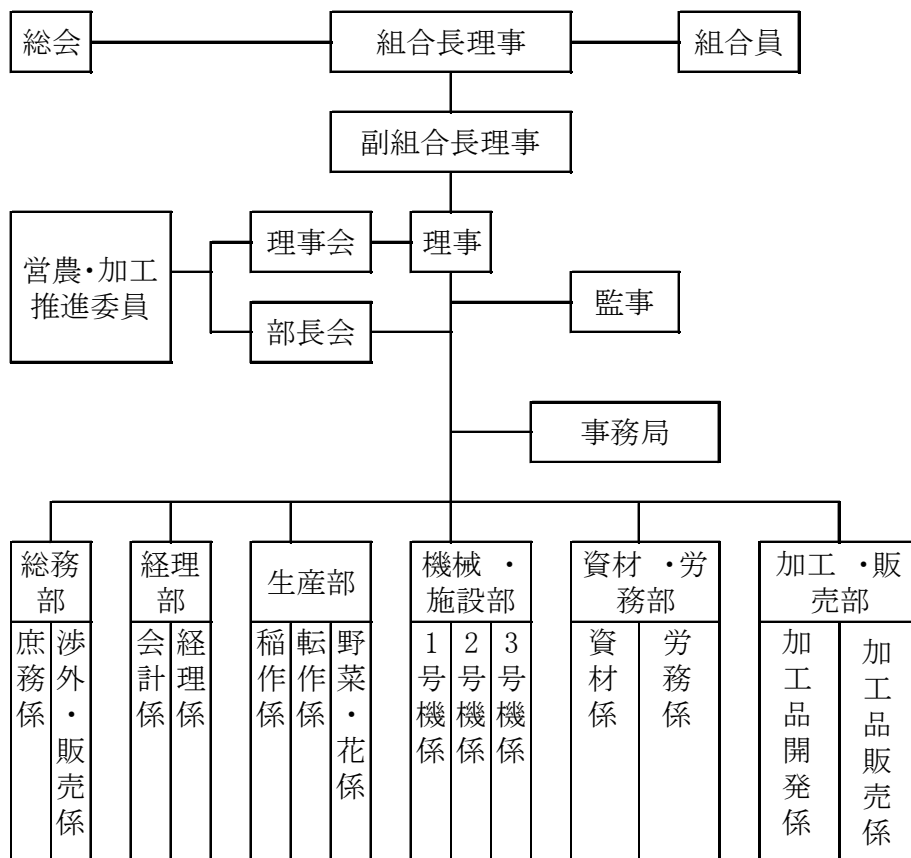 総会
組合長理事
組合員
副組合長理事
営農・加工
推進委員
理事会
理事
部長会
監事
事務局
総務
部
経理
部
生産部
機械・
施設部
資材・労
務部
加工・販
売部
庶務係
渉外・販売係
会計係
経理係
稲作係
転作係
野菜・花係
1号機係
2号機係
3号機係
資材係
労務係
加工品開発係
加工品販売係